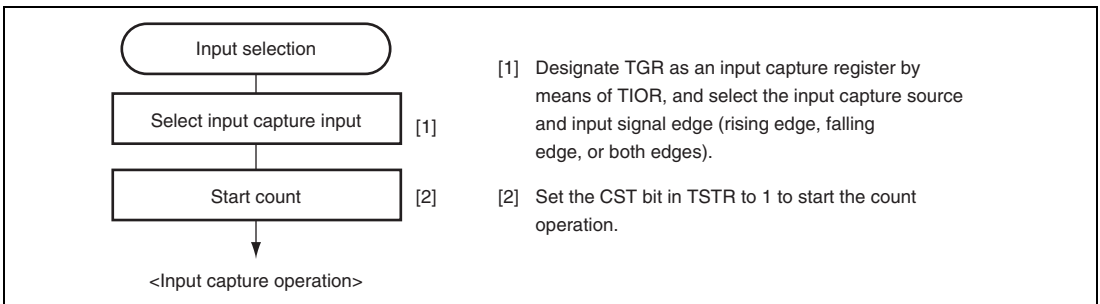 Input selection
Select input capture input
[1]
Start count
[2]
<Input capture operation>
[1] Designate TGR as an input capture register by
means of TIOR, and select the input capture source
and input signal edge (rising edge, falling
edge, or both edges).
[2] Set the CST bit in TSTR to 1 to start the count
operation.